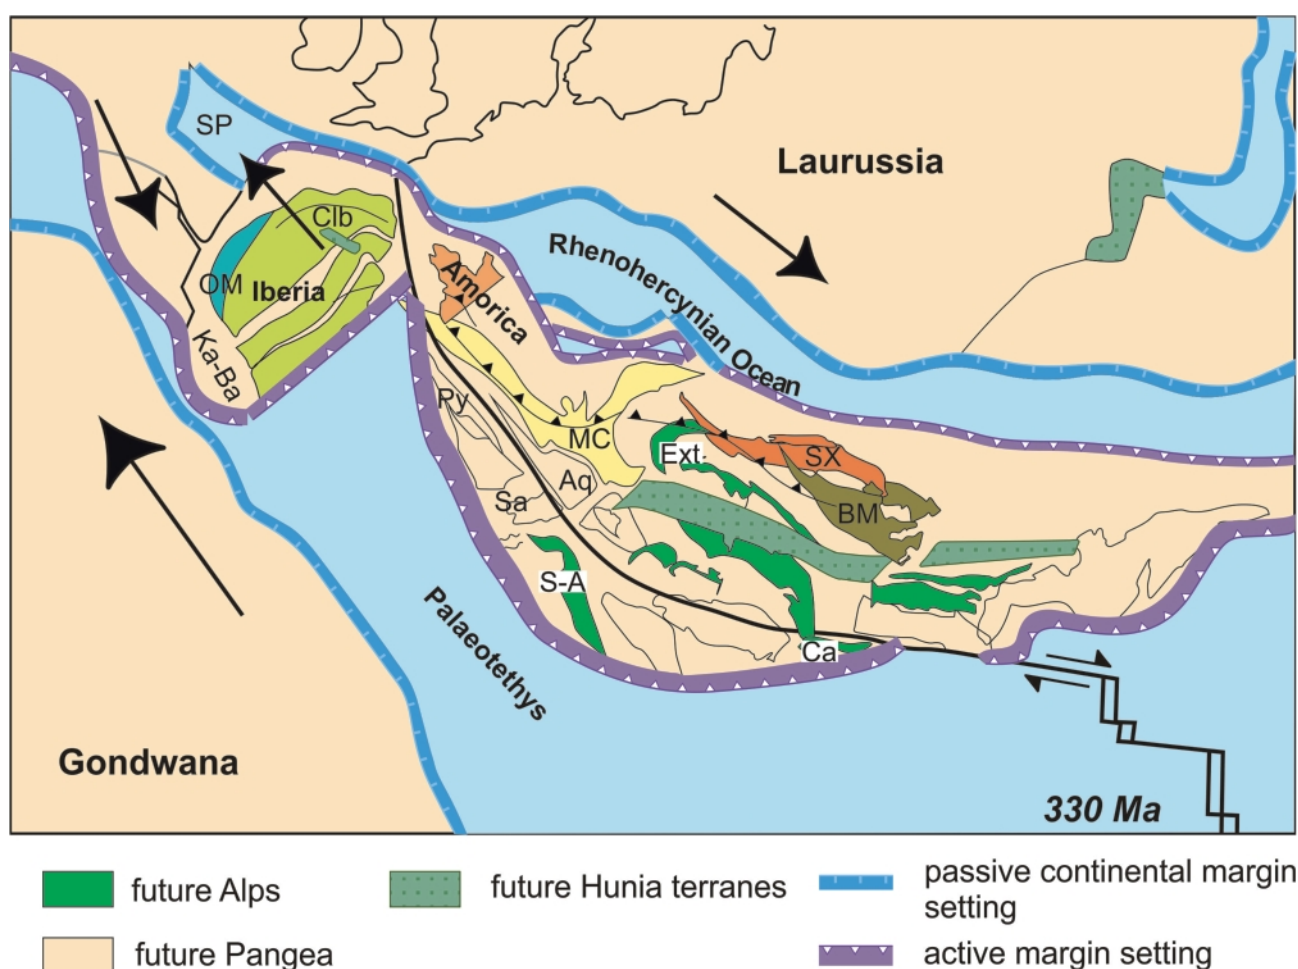 SP
Laurussia
Clb
Rhenohercynian Ocean
OM
Iberia
Amorica
Ka-Ba
Py
MC
Ext.
SX
Aq
Sa
BM
S-A
Palaeotethys
Ca
Gondwana
330 Ma
future Alps
future Hunia terranes
passive continental margin
setting
future Pangea
active margin setting